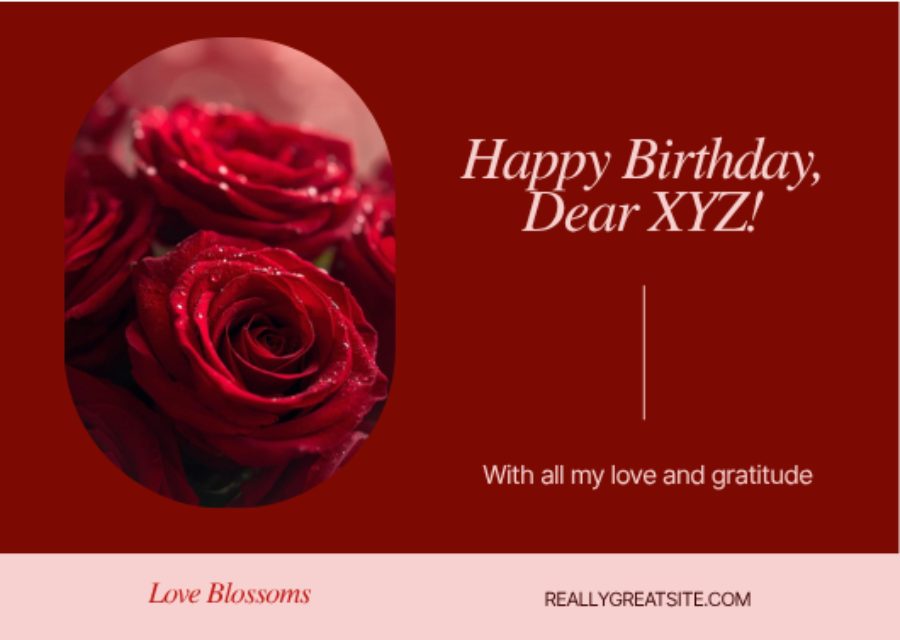 Happy Birthday,
Dear XYZ!
With all my love and gratitude
Love Blossoms
REALLYGREATSITE.COM